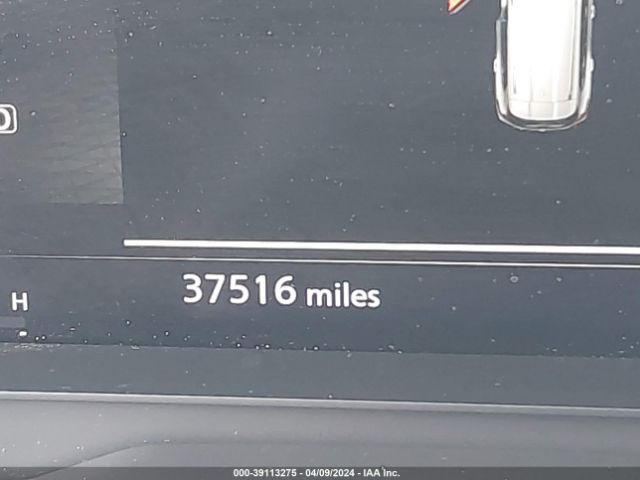 H
37516 miles
000-39113275 - 04/09/2024 - IAA Inc.